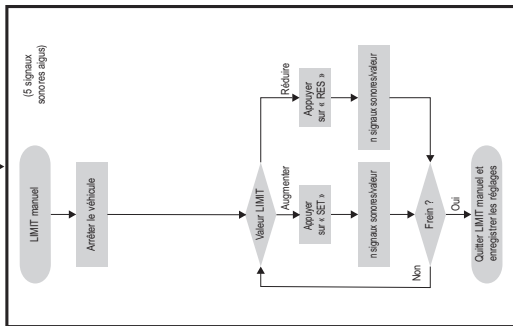 LIMIT manuel
(5 signaux
sonores aigus)
Arrêter le véhicule
Valeur LIMIT
Augmenter
Réduire
Appuyer
sur « SET »
Appuyer
sur « RES »
n signaux sonores/valeur
n signaux sonores/valeur
Frein ?
Non
Oui
Quitter LIMIT manuel et
enregistrer les réglages